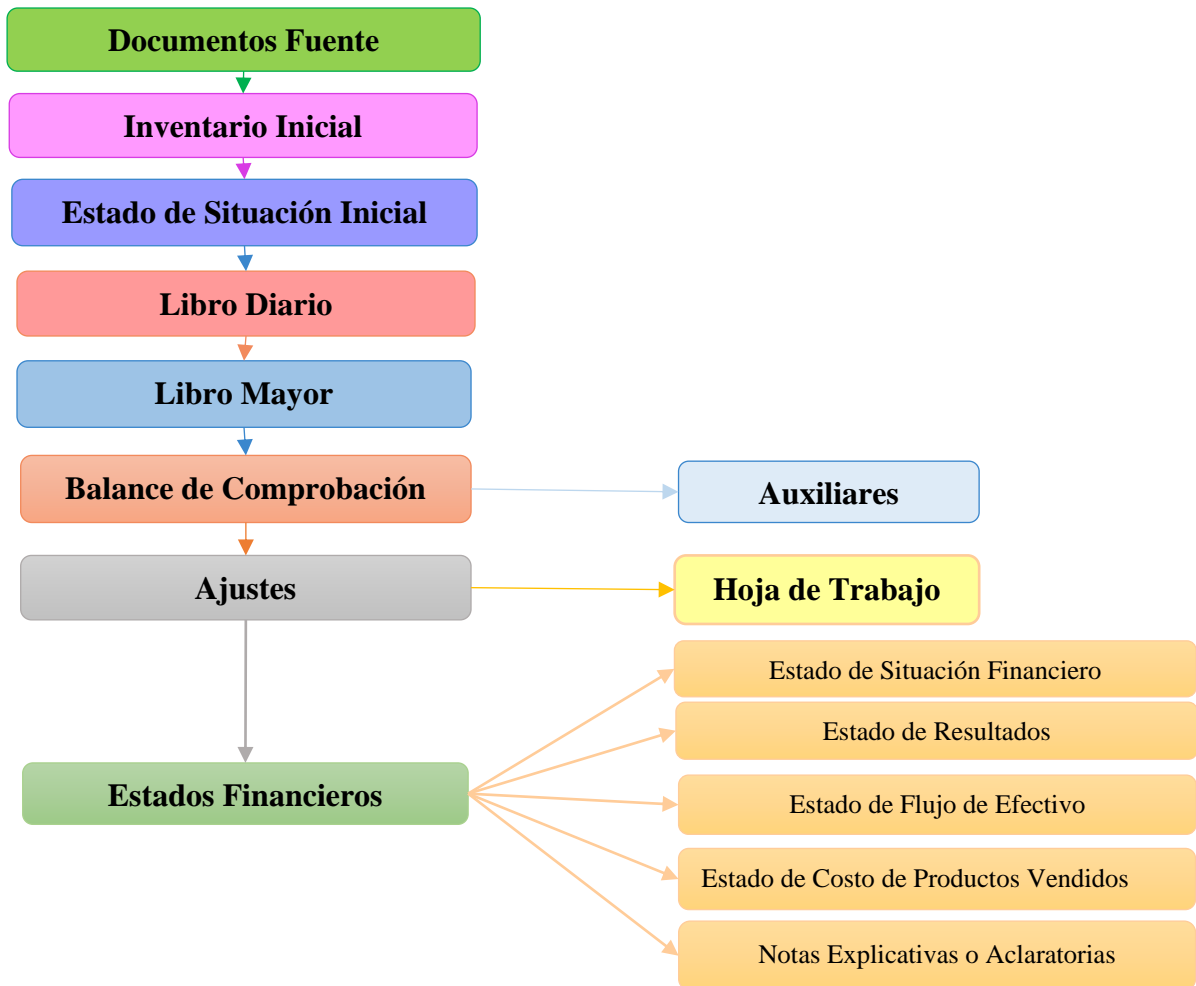 Documentos Fuente
Inventario Inicial
Estado de Situación Inicial
Libro Diario
Libro Mayor
Balance de Comprobación
Auxiliares
Ajustes
Hoja de Trabajo
Estados Financieros
Estado de Situación Financiero
Estado de Resultados
Estado de Flujo de Efectivo
Estado de Costo de Productos Vendidos
Notas Explicativas o Aclaratorias